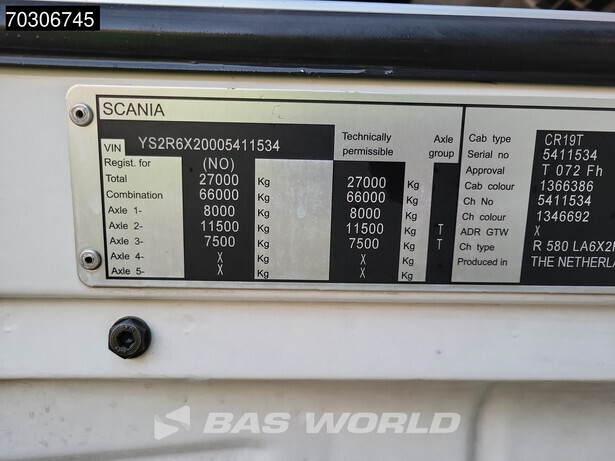 70306745
SCANIA
VIN YS2R6X20005411534 Technically permissible Axle group
Regist. for (NO)
Total 27000 Kg 27000 Kg
Combination 66000 Kg 66000 Kg
Axle 1- 8000 Kg 8000 Kg
Axle 2- 11500 Kg 11500 Kg T
Axle 3- 7500 Kg 7500 Kg T
Axle 4- X Kg X Kg
Axle 5- X Kg X Kg
Cab type CR19T
Serial no 5411534
Approval T 072 Fh
Cab colour 1366386
Ch No 5411534
Ch colour 1346692
ADR GTW X
Ch type R 580 LA6X2
Produced in THE NETHERLA
BAS WORLD